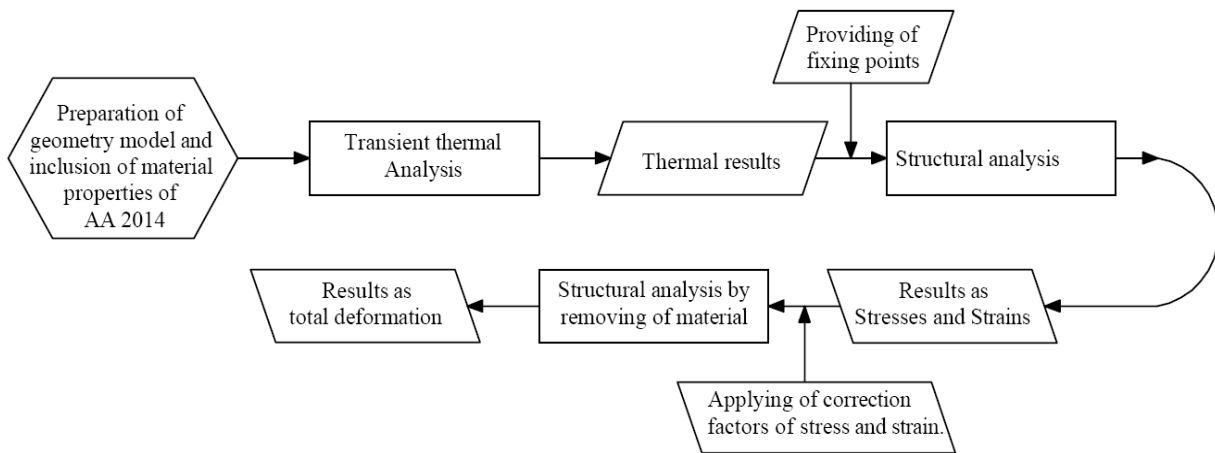 Preparation of
geometry model and
inclusion of material
properties of
AA 2014
Transient thermal
Analysis
Thermal results
Providing of
fixing points
Structural analysis
Results as
Stresses and Strains
Applying of correction
factors of stress and strain.
Structural analysis by
removing of material
Results as
total deformation